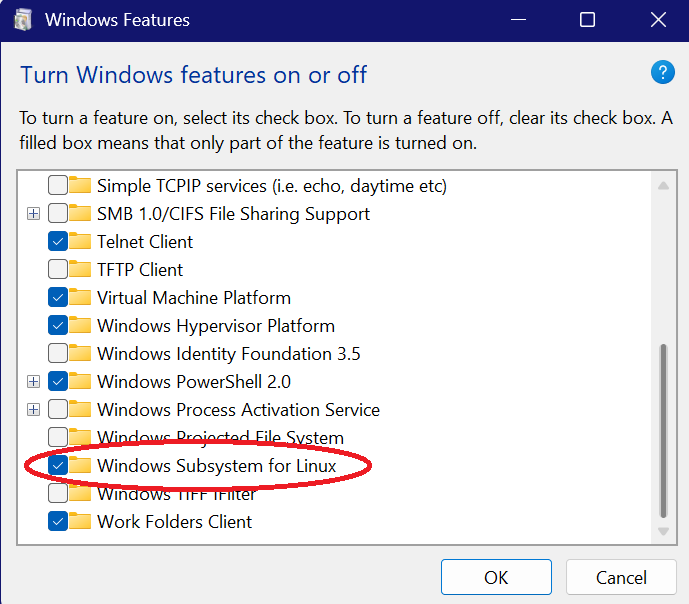 Windows Features
Turn Windows features on or off
?
To turn a feature on, select its check box. To turn a feature off, clear its check box. A
filled box means that only part of the feature is turned on.
Simple TCPIP services (i.e. echo, daytime etc)
SMB 1.0/CIFS File Sharing Support
Telnet Client
TFTP Client
Virtual Machine Platform
Windows Hypervisor Platform
Windows Identity Foundation 3.5
Windows PowerShell 2.0
Windows Process Activation Service
Windows Projected File System
Windows Subsystem for Linux
Windows TIFF IFilter
Work Folders Client
OK
Cancel